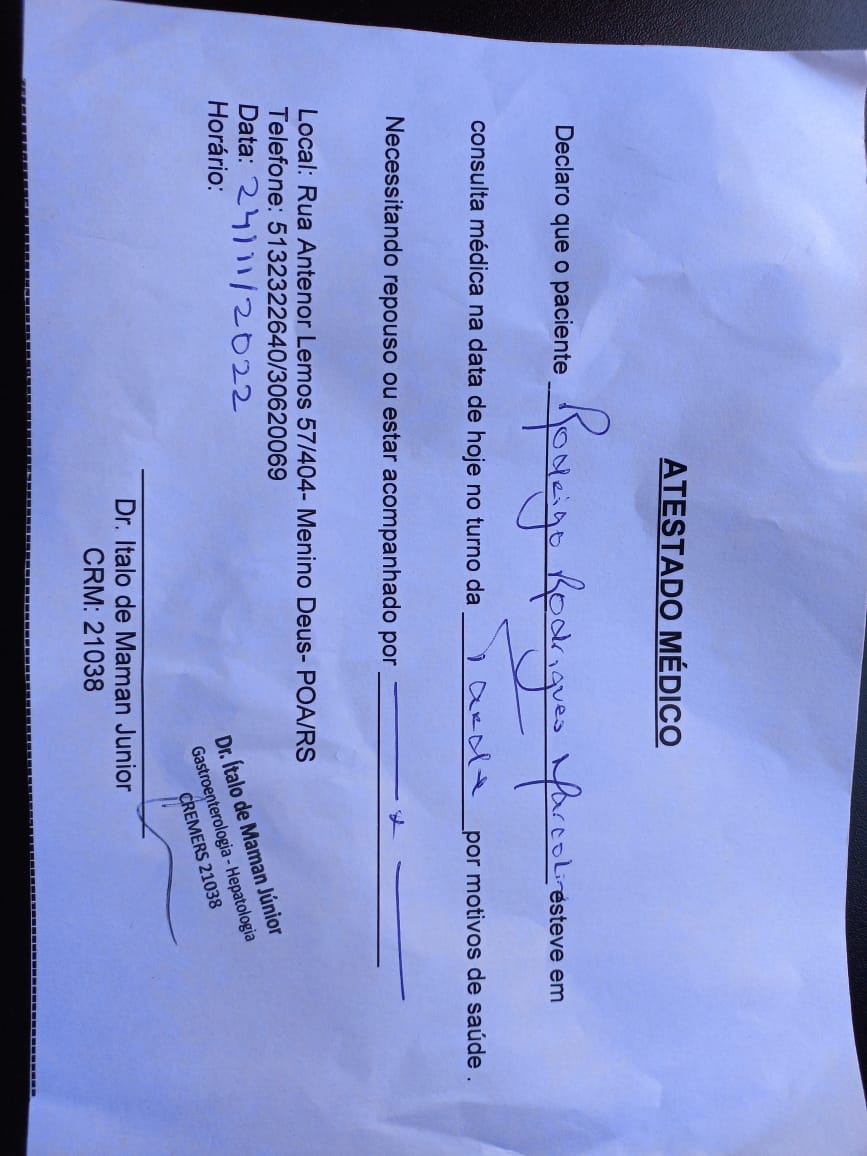 ATESTADO MÉDICO
Declaro que o paciente Rodrigo Rodrigues Marcolin esteve em
consulta médica na data de hoje no turno da Tarde por motivos de saúde .
Necessitando repouso ou estar acompanhado por — x —
Local: Rua Antenor Lemos 57/404- Menino Deus- POA/RS
Telefone: 5132322640/30620069
Data: 24/11/2022
Horário:
Dr. Ítalo de Maman Júnior
Gastroenterologia - Hepatologia
CREMERS 21038
Dr. Italo de Maman Junior
CRM: 21038